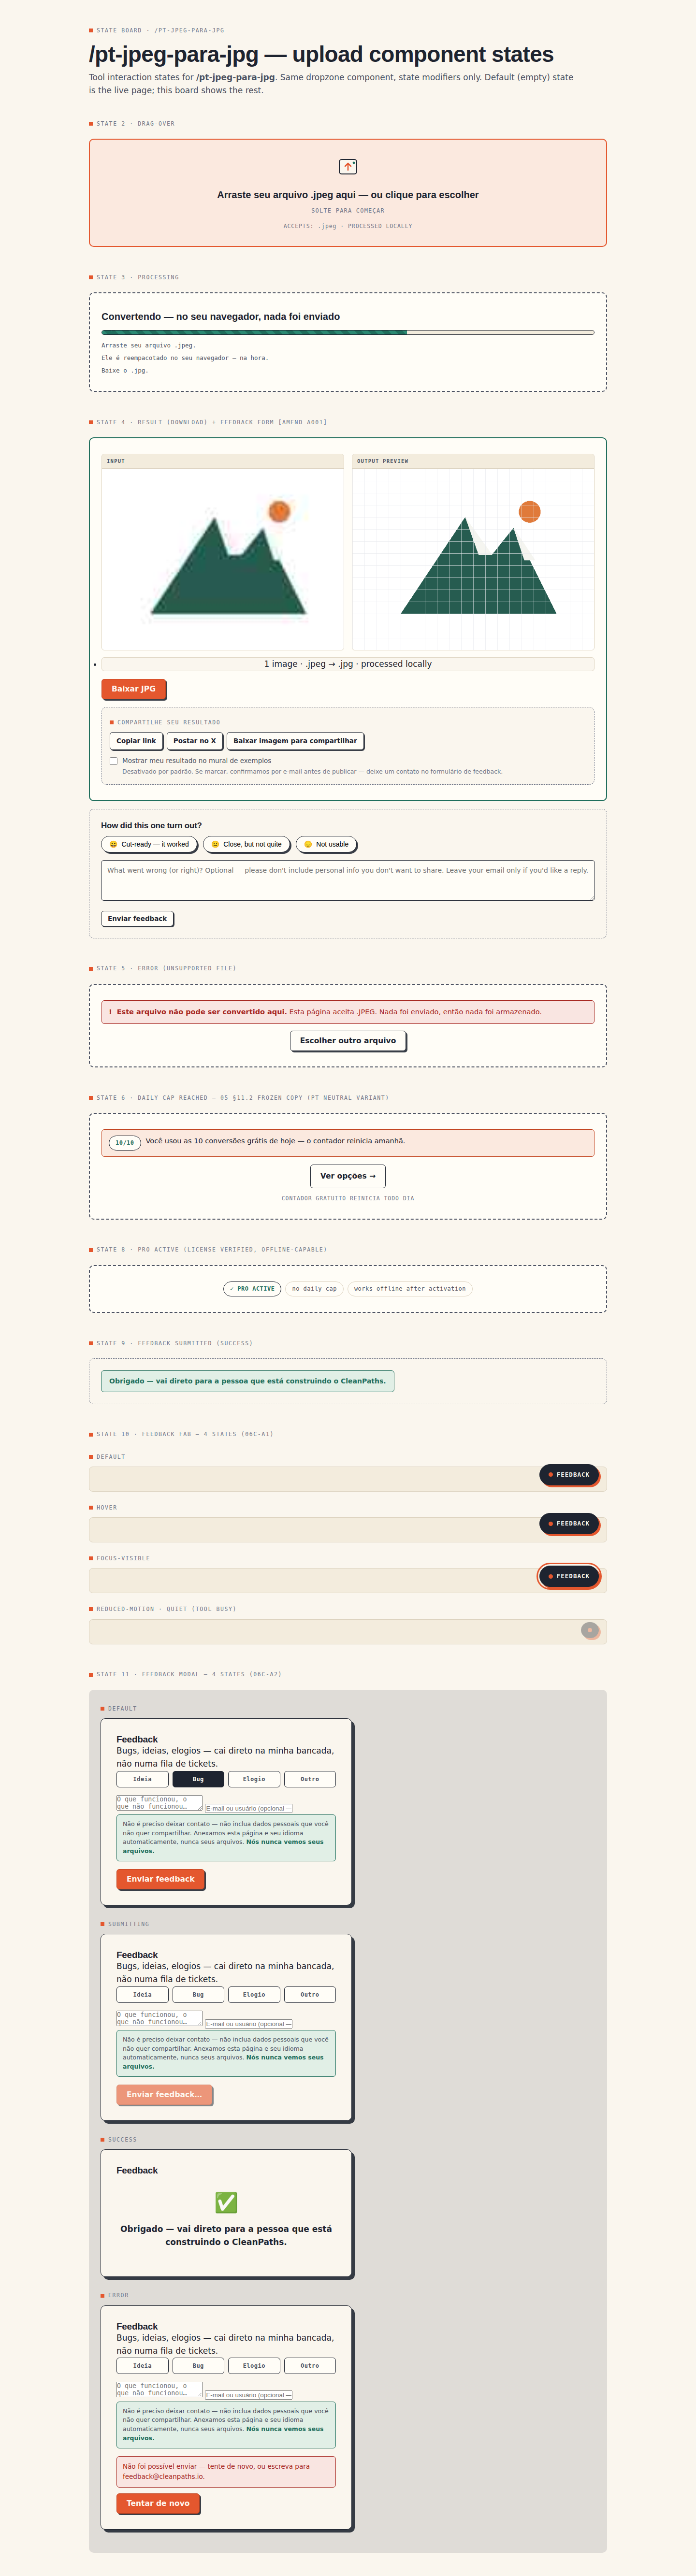 STATE BOARD · /PT-JPEG-PARA-JPG
/pt-jpeg-para-jpg — upload component states
Tool interaction states for /pt-jpeg-para-jpg. Same dropzone component, state modifiers only. Default (empty) state
is the live page; this board shows the rest.
STATE 2 · DRAG-OVER
Arraste seu arquivo .jpeg aqui — ou clique para escolher
SOLTE PARA COMEÇAR
ACCEPTS: .jpeg · PROCESSED LOCALLY
STATE 3 · PROCESSING
Convertendo — no seu navegador, nada foi enviado
Arraste seu arquivo .jpeg.
Ele é reempacotado no seu navegador — na hora.
Baixe o .jpg.
STATE 4 · RESULT (DOWNLOAD) + FEEDBACK FORM [AMEND A001]
INPUT
OUTPUT PREVIEW
1 image · .jpeg → .jpg · processed locally
Baixar JPG
COMPARTILHE SEU RESULTADO
Copiar link
Postar no X
Baixar imagem para compartilhar
Mostrar meu resultado no mural de exemplos
Desativado por padrão. Se marcar, confirmamos por e-mail antes de publicar — deixe um contato no formulário de feedback.
How did this one turn out?
Cut-ready — it worked
Close, but not quite
Not usable
What went wrong (or right)? Optional — please don't include personal info you don't want to share. Leave your email only if you'd like a reply.
Enviar feedback
STATE 5 · ERROR (UNSUPPORTED FILE)
! Este arquivo não pode ser convertido aqui. Esta página aceita .JPEG. Nada foi enviado, então nada foi armazenado.
Escolher outro arquivo
STATE 6 · DAILY CAP REACHED — 05 §11.2 FROZEN COPY (PT NEUTRAL VARIANT)
10/10 Você usou as 10 conversões grátis de hoje — o contador reinicia amanhã.
Ver opções →
CONTADOR GRATUITO REINICIA TODO DIA
STATE 8 · PRO ACTIVE (LICENSE VERIFIED, OFFLINE-CAPABLE)
✓ PRO ACTIVE
no daily cap
works offline after activation
STATE 9 · FEEDBACK SUBMITTED (SUCCESS)
Obrigado — vai direto para a pessoa que está construindo o CleanPaths.
STATE 10 · FEEDBACK FAB — 4 STATES (06C-A1)
DEFAULT
FEEDBACK
HOVER
FEEDBACK
FOCUS-VISIBLE
FEEDBACK
REDUCED-MOTION · QUIET (TOOL BUSY)
STATE 11 · FEEDBACK MODAL — 4 STATES (06C-A2)
DEFAULT
Feedback
Bugs, ideias, elogios — cai direto na minha bancada,
não numa fila de tickets.
Ideia
Bug
Elogio
Outro
O que funcionou, o
que não funcionou…
E-mail ou usuário (opcional —
Não é preciso deixar contato — não inclua dados pessoais que você
não quer compartilhar. Anexamos esta página e seu idioma
automaticamente, nunca seus arquivos. Nós nunca vemos seus
arquivos.
Enviar feedback
SUBMITTING
Feedback
Bugs, ideias, elogios — cai direto na minha bancada,
não numa fila de tickets.
Ideia
Bug
Elogio
Outro
O que funcionou, o
que não funcionou…
E-mail ou usuário (opcional —
Não é preciso deixar contato — não inclua dados pessoais que você
não quer compartilhar. Anexamos esta página e seu idioma
automaticamente, nunca seus arquivos. Nós nunca vemos seus
arquivos.
Enviar feedback…
SUCCESS
Feedback
Obrigado — vai direto para a pessoa que está
construindo o CleanPaths.
ERROR
Feedback
Bugs, ideias, elogios — cai direto na minha bancada,
não numa fila de tickets.
Ideia
Bug
Elogio
Outro
O que funcionou, o
que não funcionou…
E-mail ou usuário (opcional —
Não é preciso deixar contato — não inclua dados pessoais que você
não quer compartilhar. Anexamos esta página e seu idioma
automaticamente, nunca seus arquivos. Nós nunca vemos seus
arquivos.
Não foi possível enviar — tente de novo, ou escreva para
feedback@cleanpaths.io.
Tentar de novo